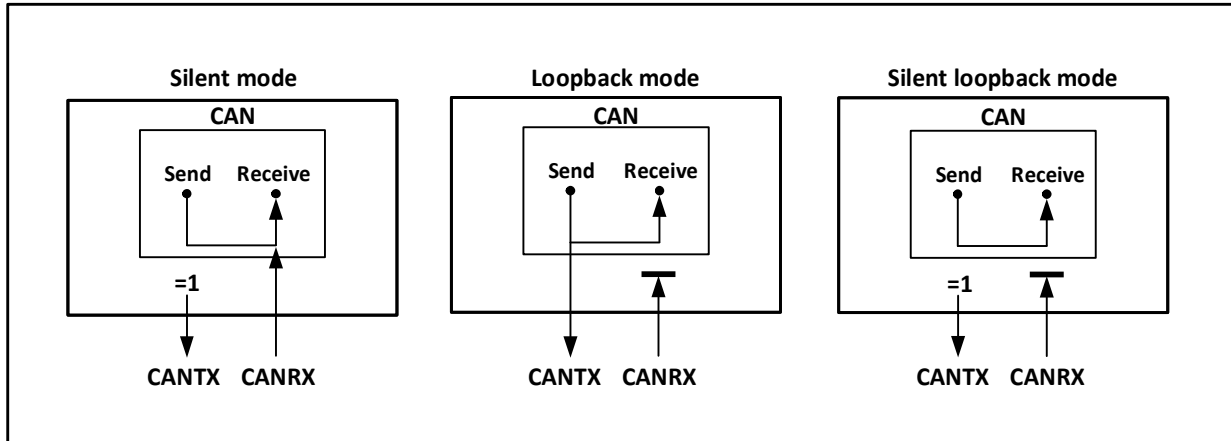 Silent mode
CAN
Send Receive
=1
CANTX CANRX
Loopback mode
CAN
Send Receive
CANTX CANRX
Silent loopback mode
CAN
Send Receive
=1
CANTX CANRX